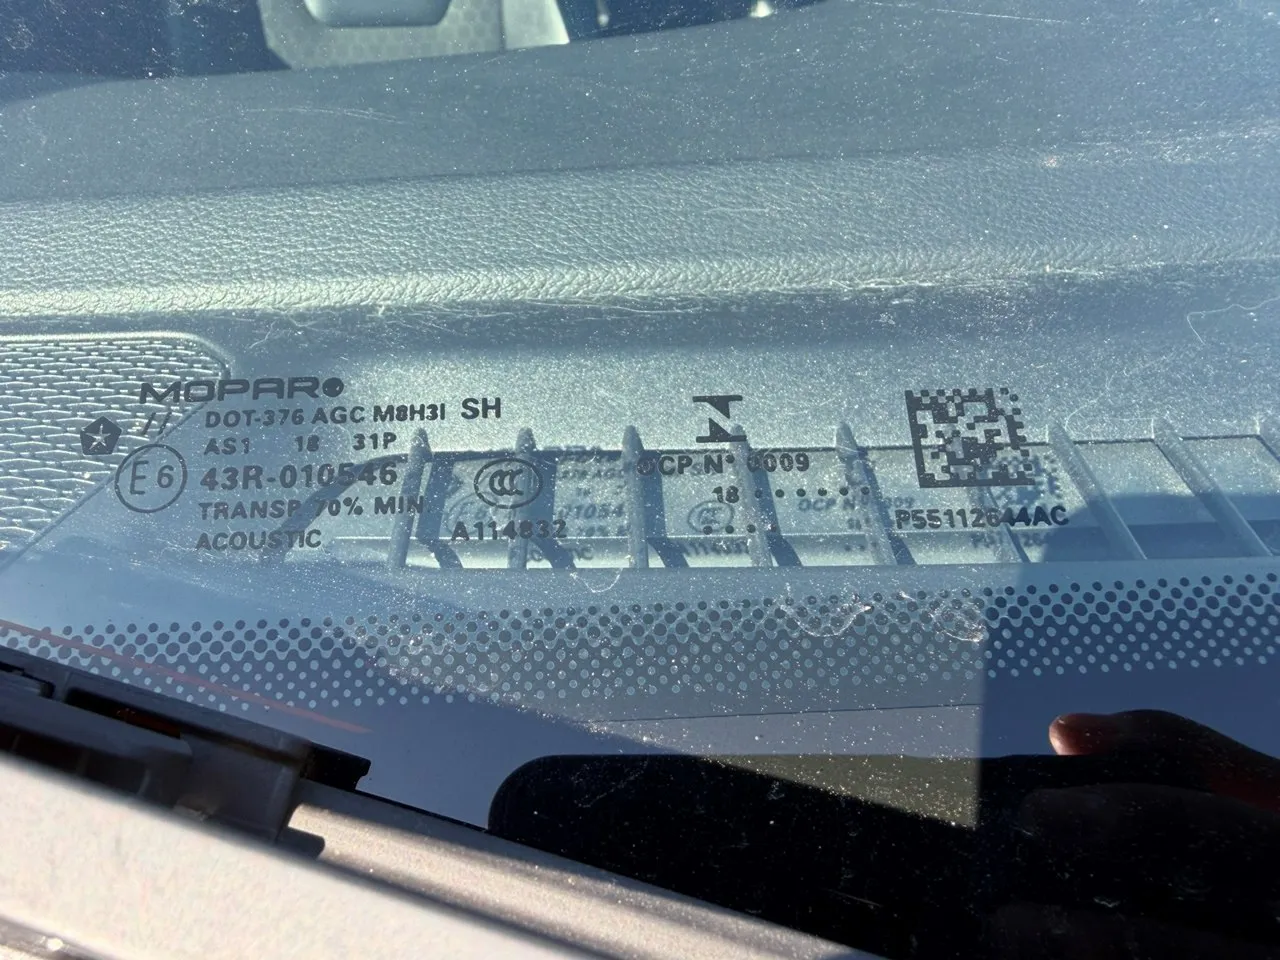 MOPAR
DOT-376 AGC M8H3I SH
AS1 18 31P
E6 43R-010546
TRANSP 70% MIN.
ACOUSTIC
CCC
A114832
OCP N° 0009
18 • • • • • •
• • • •
P55112644AC